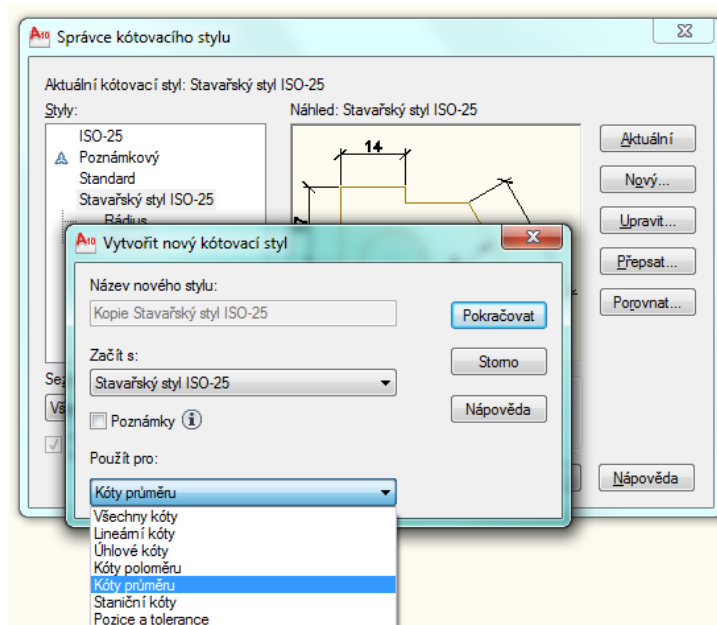 A10 Správce kótovacího stylu
Aktuální kótovací styl: Stavařský styl ISO-25
Styly:
ISO-25
Poznámkový
Standard
Stavařský styl ISO-25
Rádius
Náhled: Stavařský styl ISO-25
14
Aktuální
Nový...
Upravit...
Přepsat...
Porovnat...
Nápověda
A10 Vytvořit nový kótovací styl
Název nového stylu:
Kopie Stavařský styl ISO-25
Začít s:
Stavařský styl ISO-25
Poznámky
Použít pro:
Kóty průměru
Všechny kóty
Lineární kóty
Úhlové kóty
Kóty poloměru
Kóty průměru
Staniční kóty
Pozice a tolerance
Pokračovat
Storno
Nápověda